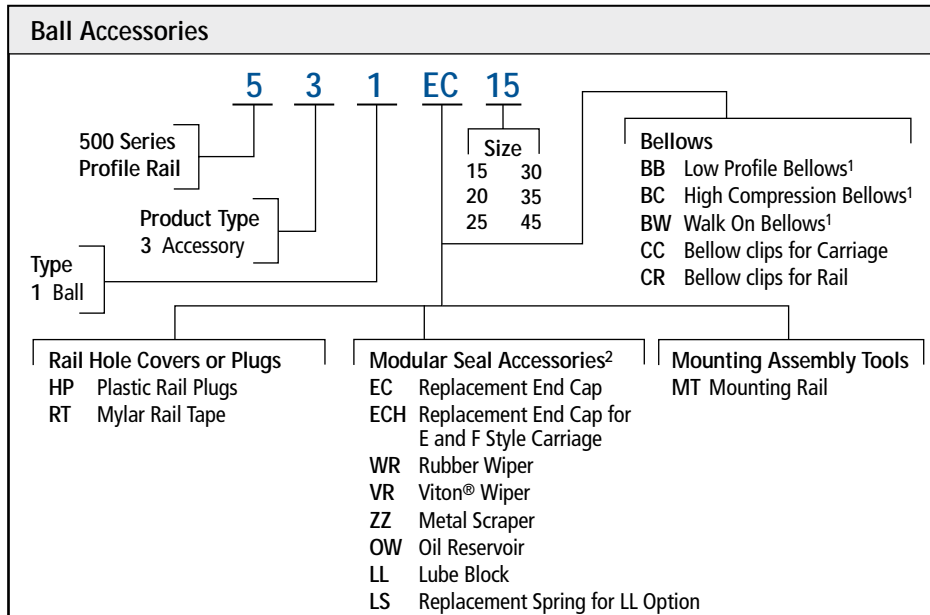 Ball Accessories
5 3 1 EC 15
500 Series
Profile Rail
Product Type
3 Accessory
Type
1 Ball
Size
15 30
20 35
25 45
Bellows
BB Low Profile Bellows¹
BC High Compression Bellows¹
BW Walk On Bellows¹
CC Bellow clips for Carriage
CR Bellow clips for Rail
Rail Hole Covers or Plugs
HP Plastic Rail Plugs
RT Mylar Rail Tape
Modular Seal Accessories²
EC Replacement End Cap
ECH Replacement End Cap for
E and F Style Carriage
WR Rubber Wiper
VR Viton® Wiper
ZZ Metal Scraper
OW Oil Reservoir
LL Lube Block
LS Replacement Spring for LL Option
Mounting Assembly Tools
MT Mounting Rail